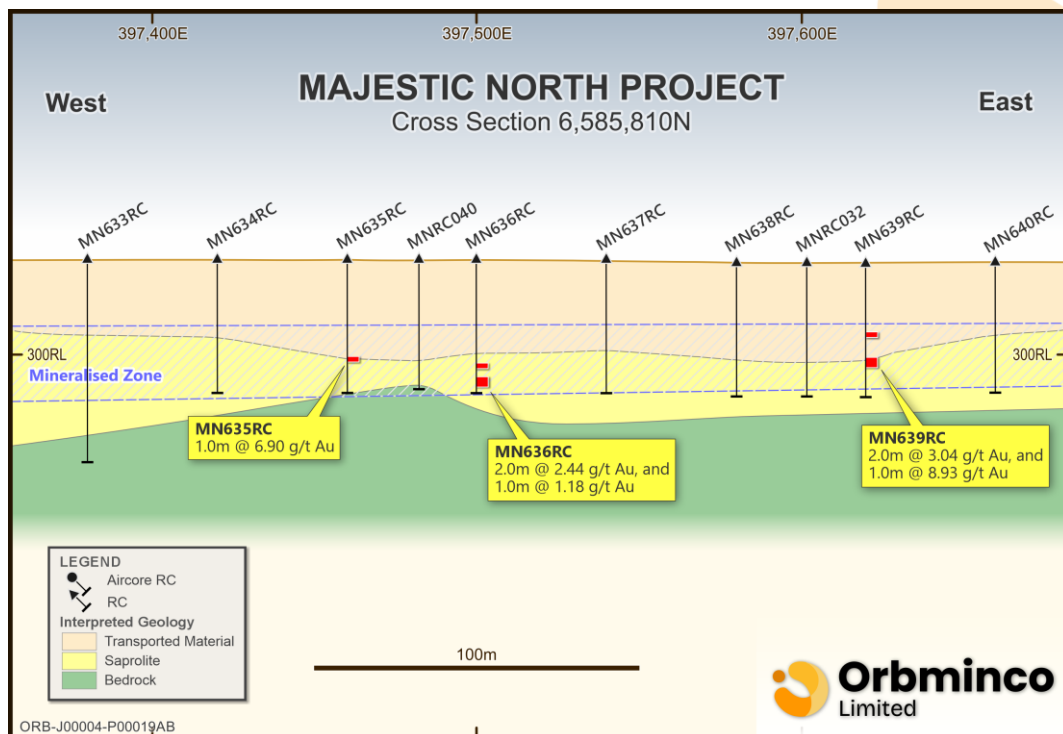 397,400E
397,500E
397,600E
MAJESTIC NORTH PROJECT
West
East
Cross Section 6,585,810N
MN633RC
MN634RC
MN635RC
MNRC040
MN636RC
MN637RC
MN638RC
MNRC032
MN639RC
MN640RC
300RL
300RL
Mineralised Zone
MN635RC
1.0m @ 6.90 g/t Au
MN636RC
2.0m @ 2.44 g/t Au, and
1.0m @ 1.18 g/t Au
MN639RC
2.0m @ 3.04 g/t Au, and
1.0m @ 8.93 g/t Au
LEGEND
Aircore RC
RC
Interpreted Geology
Transported Material
Saprolite
Bedrock
100m
Orbminco
Limited
ORB-J00004-P00019AB